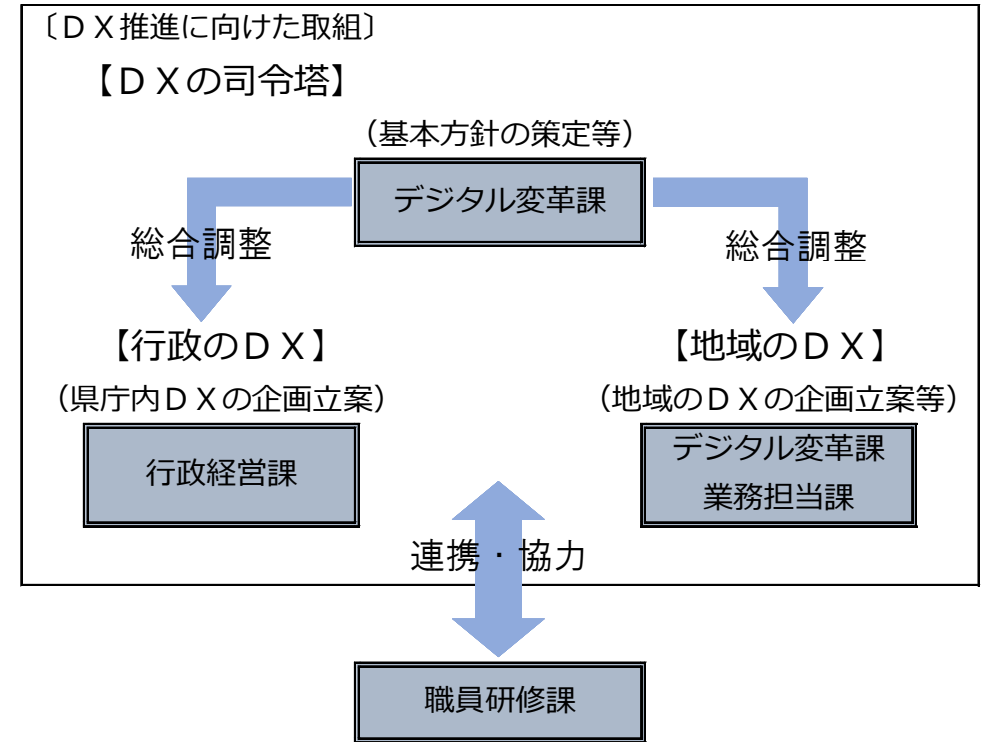 〔ＤＸ推進に向けた取組〕
【ＤＸの司令塔】
（基本方針の策定等）
デジタル変革課
総合調整
総合調整
【行政のＤＸ】
（県庁内ＤＸの企画立案）
行政経営課
【地域のＤＸ】
（地域のＤＸの企画立案等）
デジタル変革課
業務担当課
連携・協力
職員研修課